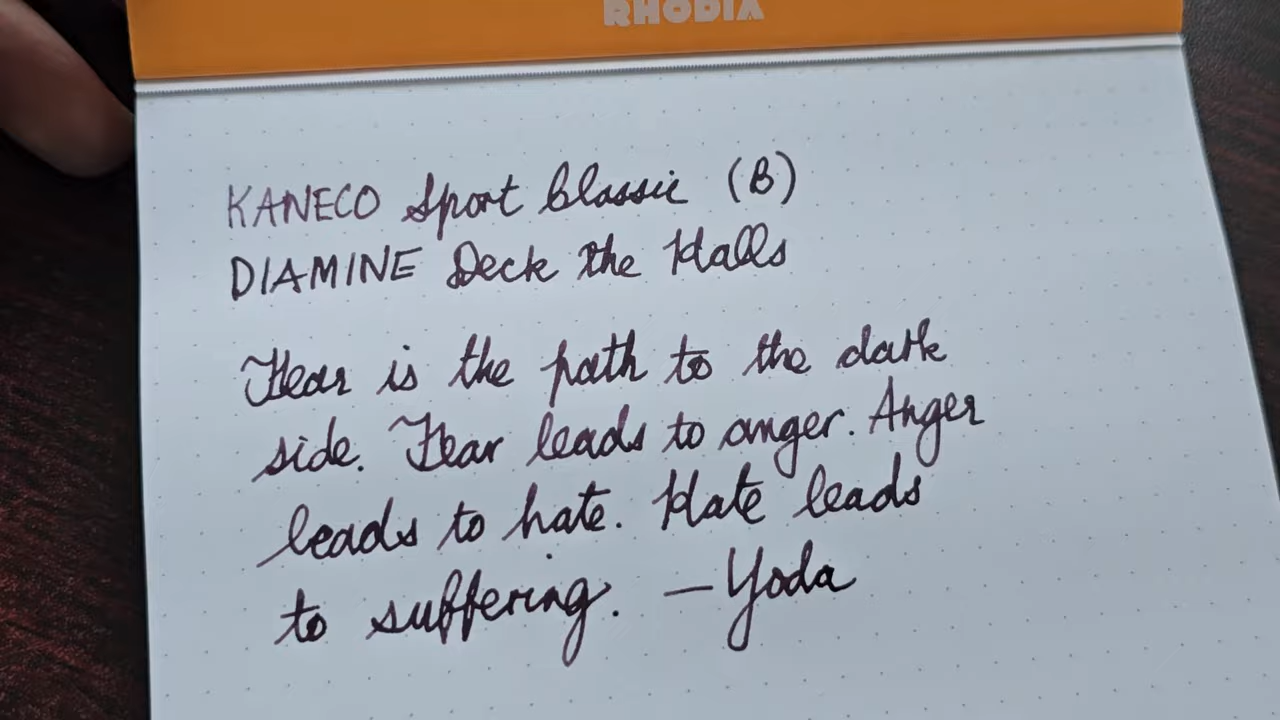 RHODIA
KANECO Sport Classic (B)
DIAMINE Deck the Halls
Fear is the path to the dark
side. Fear leads to anger. Anger
leads to hate. Hate leads
to suffering. – Yoda